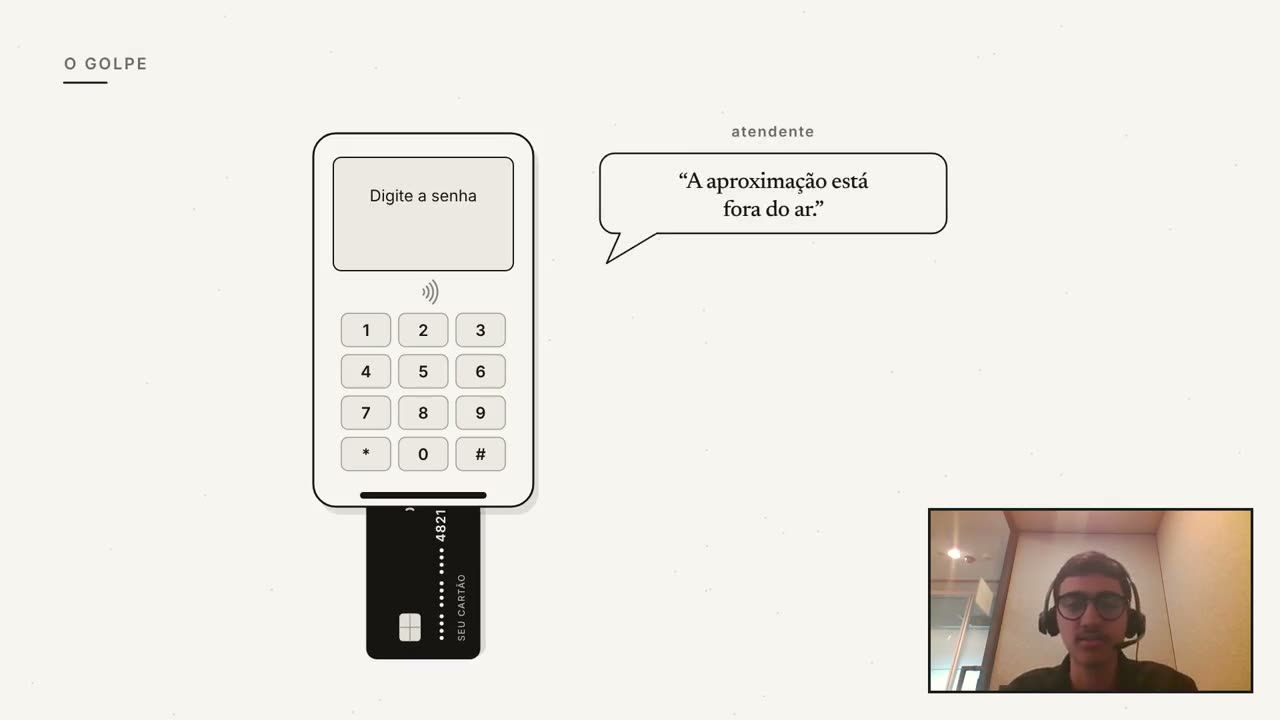 O GOLPE
atendente
“A aproximação está
fora do ar.”
Digite a senha
1 2 3
4 5 6
7 8 9
* 0 #
•••• •••• •••• 4821
SEU CARTÃO